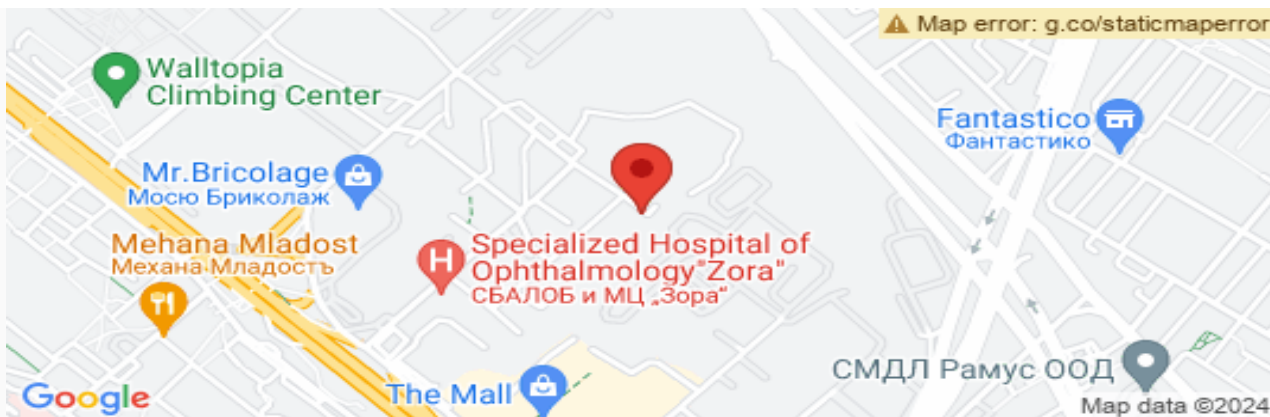 Map error: g.co/staticmaperror
Walltopia
Climbing Center
Fantastico
Фантастико
Mr.Bricolage
Мосю Бриколаж
Mehana Mladost
Механа Младостъ
H
Specialized Hospital of
Ophthalmology"Zora"
СБАЛОБ и МЦ „Зора“
The Mall
СМДЛ Рамус ООД
Google
Map data ©2024